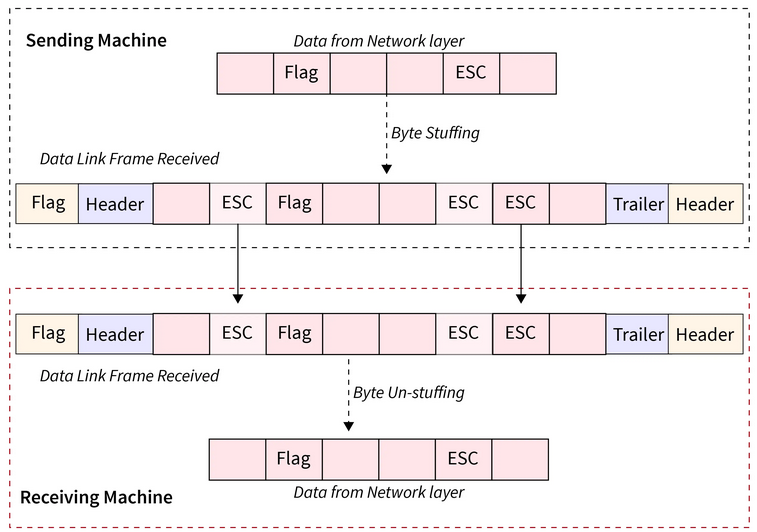 Sending Machine
Data from Network layer
Flag ESC
Byte Stuffing
Data Link Frame Received
Flag Header ESC Flag ESC ESC Trailer Header
Flag Header ESC Flag ESC ESC Trailer Header
Data Link Frame Received
Byte Un-stuffing
Flag ESC
Data from Network layer
Receiving Machine